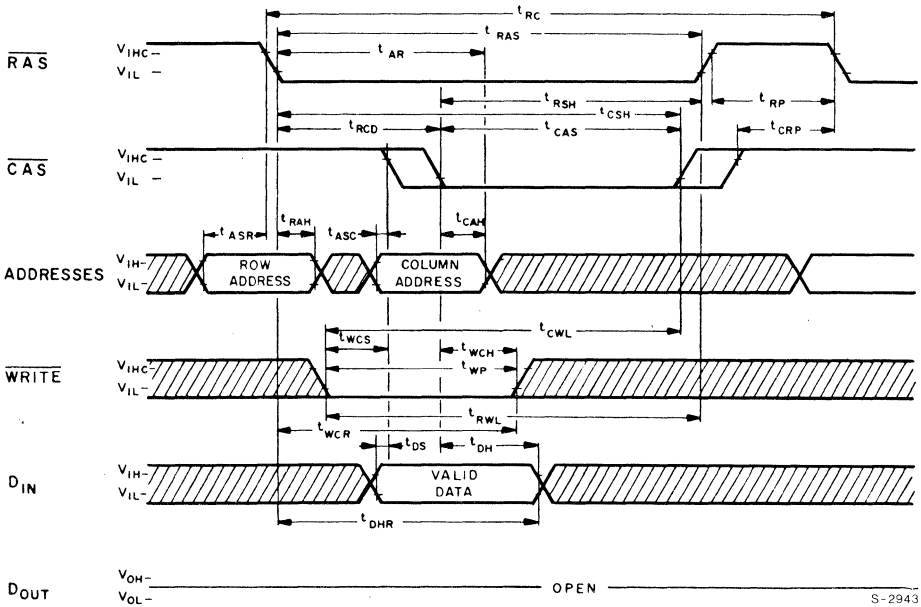 tRC
tRAS
tAR
RAS
VIHC
VIL
tRSH
tRP
tCSH
tRCD
tCAS
tCRP
CAS
VIHC
VIL
tASR
tRAH
tASC
tCAH
ADDRESSES
VIH
VIL
ROW ADDRESS
COLUMN ADDRESS
tCWL
tWCS
tWCH
tWP
WRITE
VIHC
VIL
tRWL
tWCR
tDS
tDH
DIN
VIH
VIL
VALID DATA
tDHR
DOUT
VOH
VOL
OPEN
S-2943